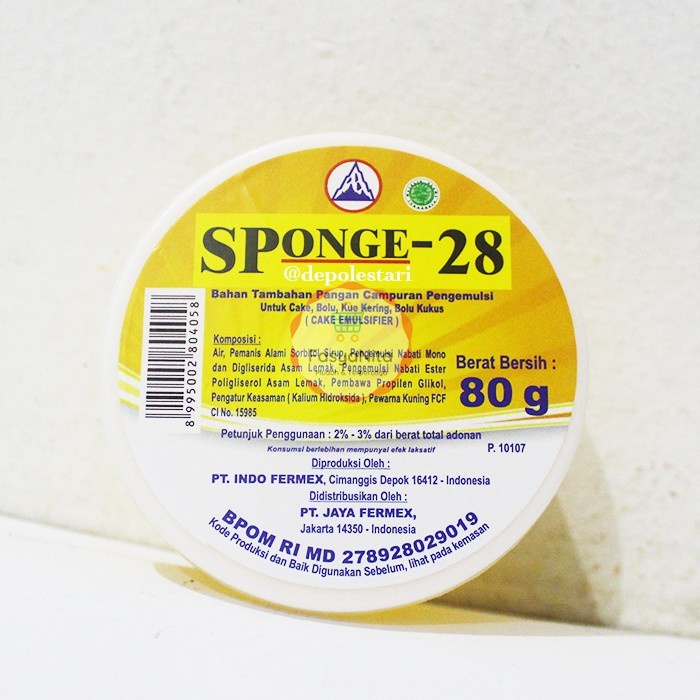 SPONGE-28
@depolestari
Bahan Tambahan Pangan Campuran Pengemulsi
Untuk Cake, Bolu, Kue Kering, Bolu Kukus
( CAKE EMULSIFIER )
Komposisi :
Air, Pemanis Alami Sorbitol Sirup, Pengemulsi Nabati Mono
dan Digliserida Asam Lemak, Pengemulsi Nabati Ester
Poligliserol Asam Lemak, Pembawa Propilen Glikol,
Pengatur Keasaman ( Kalium Hidroksida ), Pewarna Kuning FCF
CI No. 15985
FasyaNita
Berat Bersih :
80 g
8 995002 804058
Petunjuk Penggunaan : 2% - 3% dari berat total adonan
Konsumsi berlebihan mempunyai efek laksatif
P. 10107
Diproduksi Oleh :
PT. INDO FERMEX, Cimanggis Depok 16412 - Indonesia
Didistribusikan Oleh :
PT. JAYA FERMEX,
Jakarta 14350 - Indonesia
BPOM RI MD 278928029019
Kode Produksi dan Baik Digunakan Sebelum, lihat pada kemasan